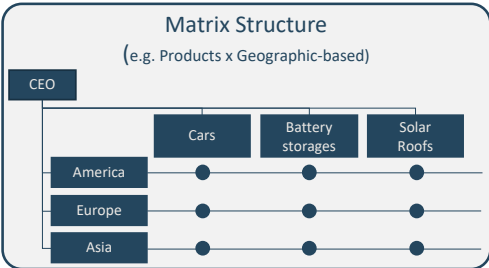 Matrix Structure
(e.g. Products x Geographic-based)
CEO
Cars
Battery
storages
Solar
Roofs
America
Europe
Asia